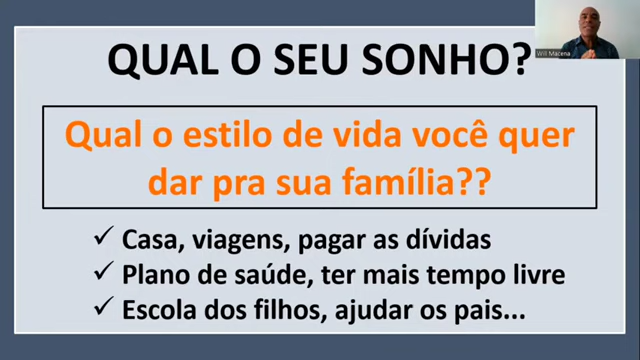 QUAL O SEU SONHO?
Will Macena
Qual o estilo de vida você quer
dar pra sua família??
✓ Casa, viagens, pagar as dívidas
✓ Plano de saúde, ter mais tempo livre
✓ Escola dos filhos, ajudar os pais...